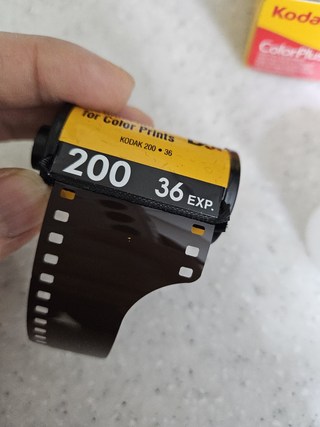 Kodak
ColorPlus
for Color Prints
KODAK 200 • 36
200 36 EXP.